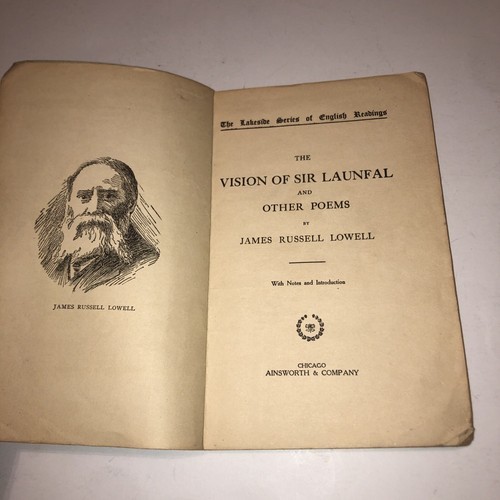 JAMES RUSSELL LOWELL
The Lakeside Series of English Readings
THE
VISION OF SIR LAUNFAL
AND
OTHER POEMS
BY
JAMES RUSSELL LOWELL
With Notes and Introduction
CHICAGO
AINSWORTH & COMPANY